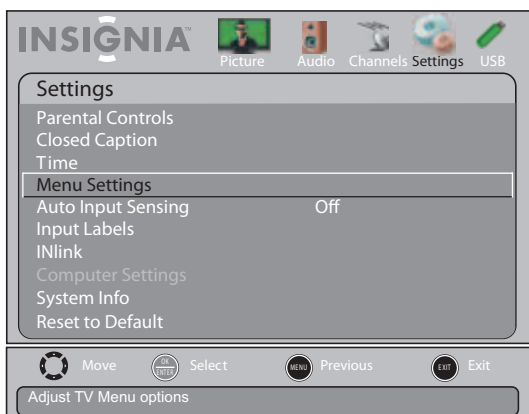 INSIGNIA™
Picture Audio Channels Settings USB
Settings
Parental Controls
Closed Caption
Time
Menu Settings
Auto Input Sensing Off
Input Labels
INlink
Computer Settings
System Info
Reset to Default
Move OK ENTER Select MENU Previous EXIT Exit
Adjust TV Menu options